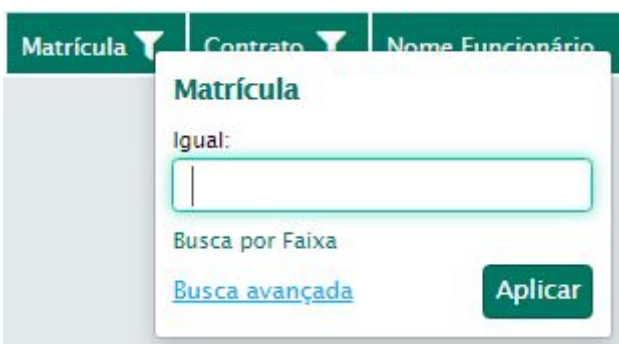 Matrícula Contrato Nome Funcionário
Matrícula
Igual:
Busca por Faixa
Busca avançada Aplicar